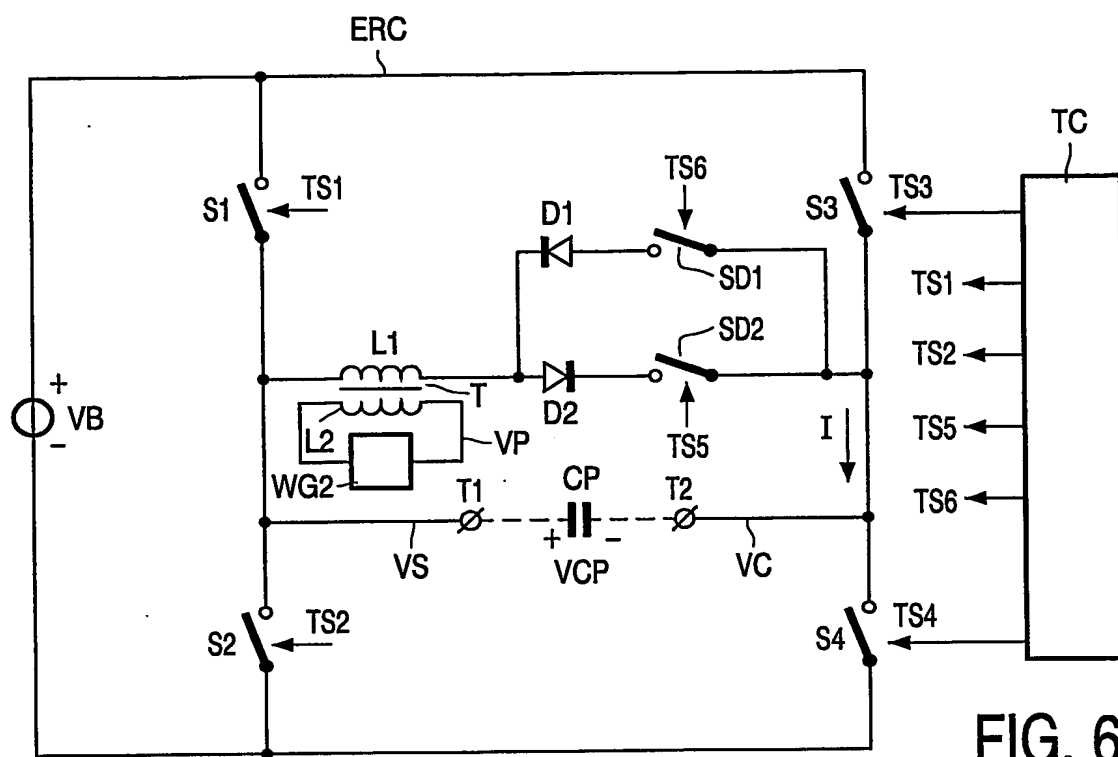 ERC
TC
TS6
TS1
S1
D1
S3
TS3
SD1
TS1
SD2
L1
TS2
T
+
VB
-
D2
L2
VP
TS5
I
TS5
WG2
T1
CP
T2
TS6
+
-
VS
VCP
VC
TS2
S2
TS4
S4
FIG. 6